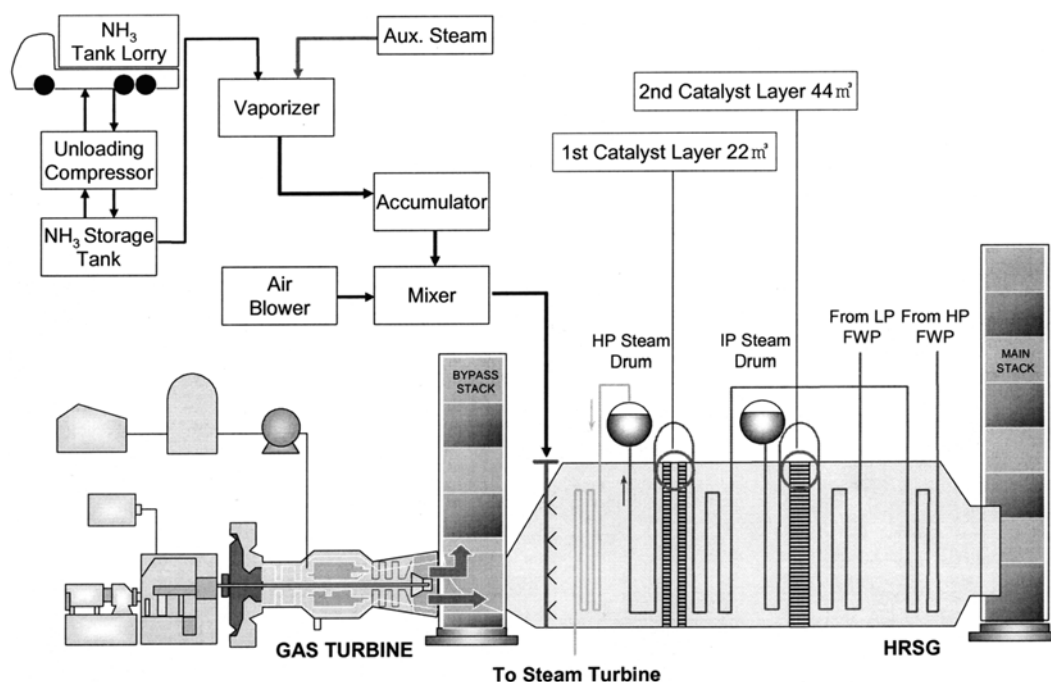 NH₃
Tank Lorry
Aux. Steam
Vaporizer
2nd Catalyst Layer 44㎥
1st Catalyst Layer 22㎥
Unloading
Compressor
Accumulator
NH₃ Storage
Tank
Air
Blower
Mixer
HP Steam
Drum
IP Steam
Drum
From LP
FWP
From HP
FWP
BYPASS
STACK
MAIN
STACK
GAS TURBINE
HRSG
To Steam Turbine